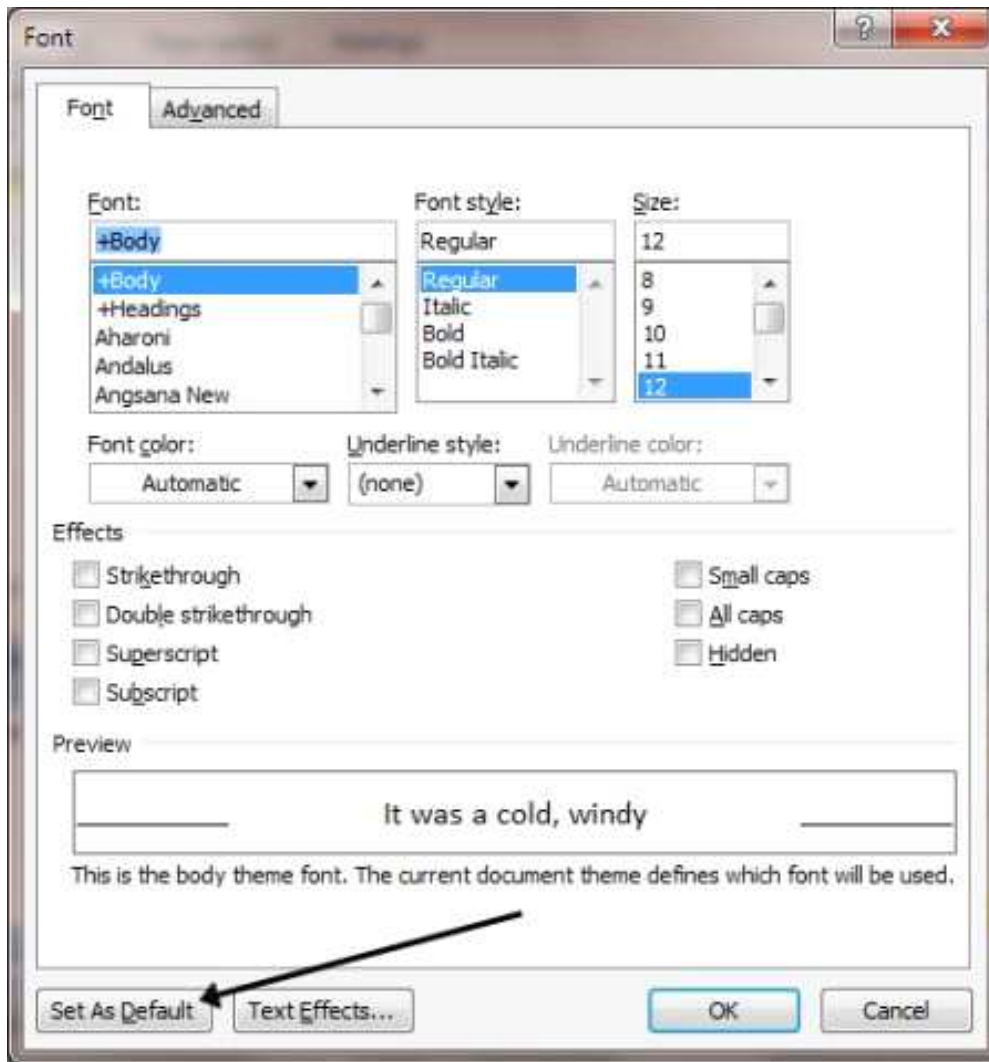 Font
Font Advanced
Font: Font style: Size:
+Body Regular 12
+Body Regular 8
+Headings Italic 9
Aharoni Bold 10
Andalus Bold Italic 11
Angsana New 12
Font color: Underline style: Underline color:
Automatic (none) Automatic
Effects
Strikethrough Small caps
Double strikethrough All caps
Superscript Hidden
Subscript
Preview
It was a cold, windy
This is the body theme font. The current document theme defines which font will be used.
Set As Default Text Effects... OK Cancel